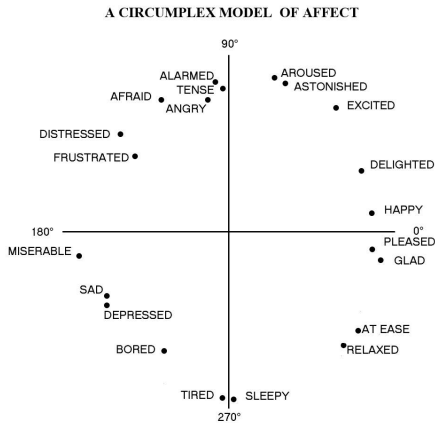 A CIRCUMPLEX MODEL OF AFFECT
90°
ALARMED
AROUSED
TENSE
ASTONISHED
AFRAID
EXCITED
ANGRY
DISTRESSED
FRUSTRATED
DELIGHTED
HAPPY
180°
0°
PLEASED
MISERABLE
GLAD
SAD
DEPRESSED
AT EASE
BORED
RELAXED
TIRED
SLEEPY
270°